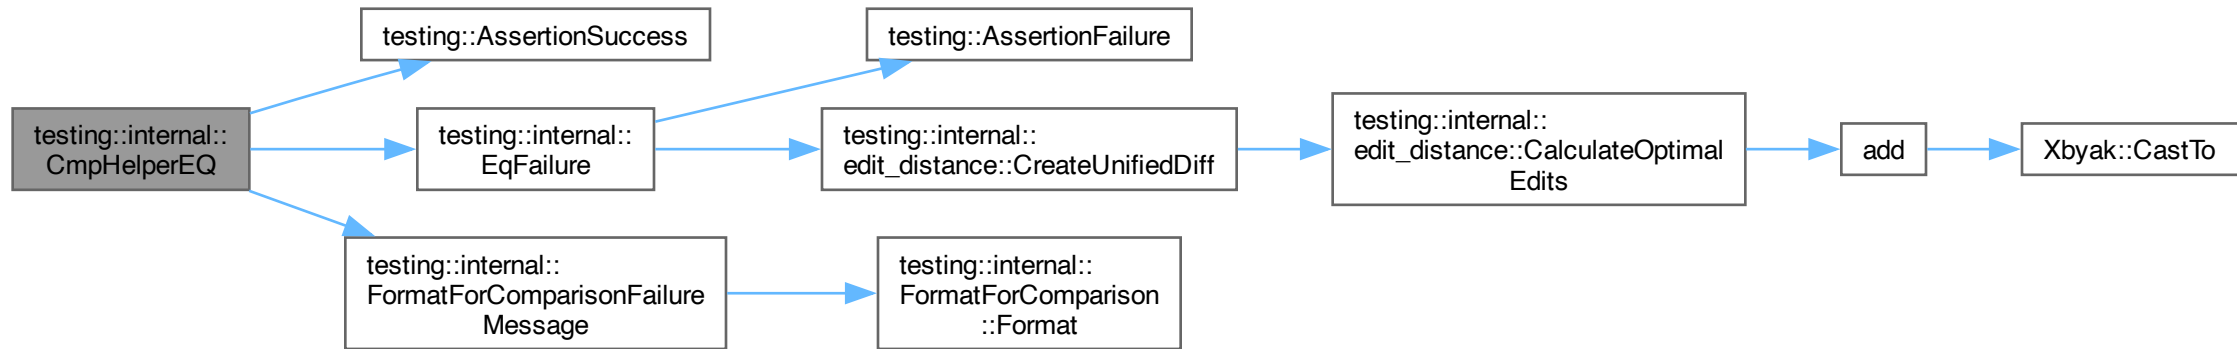 testing::internal::
CmpHelperEQ
testing::AssertionSuccess
testing::internal::
EqFailure
testing::internal::
FormatForComparisonFailure
Message
testing::AssertionFailure
testing::internal::
edit_distance::CreateUnifiedDiff
testing::internal::
FormatForComparison
::Format
testing::internal::
edit_distance::CalculateOptimal
Edits
add
Xbyak::CastTo